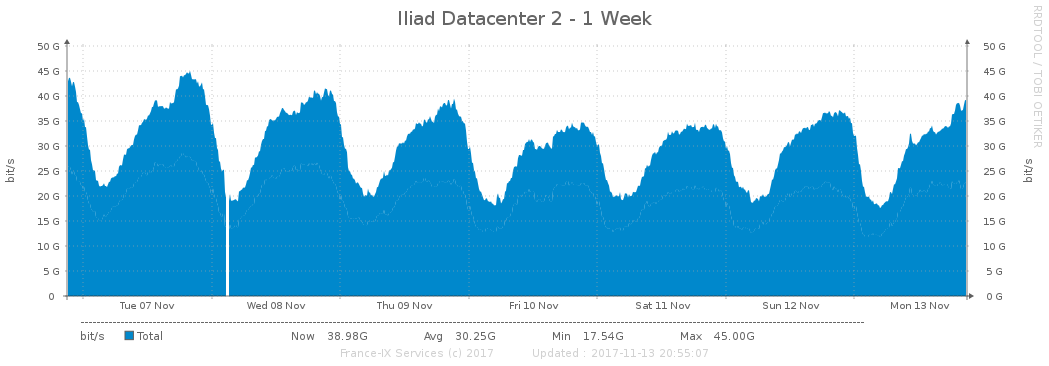 Iliad Datacenter 2 - 1 Week
RRDTOOL / TOBI OETIKER
50 G 50 G
45 G 45 G
40 G 40 G
35 G 35 G
30 G 30 G
25 G 25 G
20 G 20 G
15 G 15 G
10 G 10 G
5 G 5 G
0 0 G
bit/s bit/s
Tue 07 Nov Wed 08 Nov Thu 09 Nov Fri 10 Nov Sat 11 Nov Sun 12 Nov Mon 13 Nov
bit/s Total Now 38.98G Avg 30.25G Min 17.54G Max 45.00G
France-IX Services (c) 2017 Updated : 2017-11-13 20:55:07